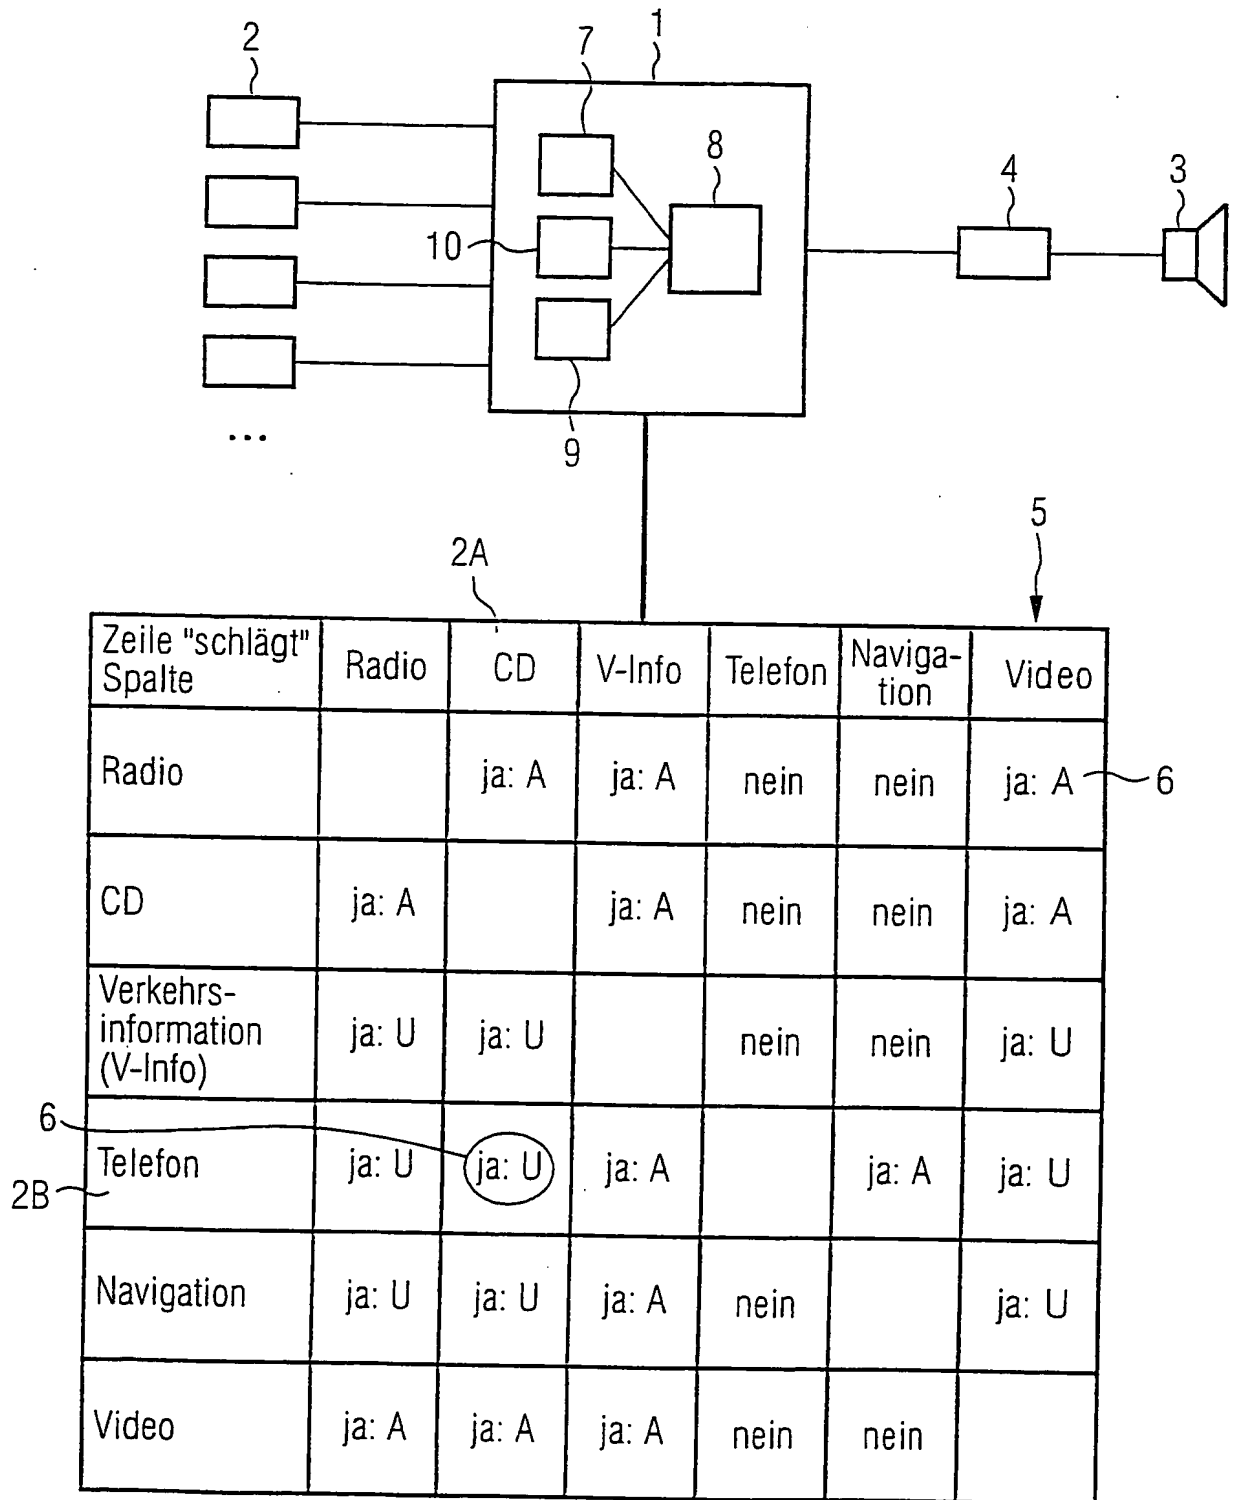 2
7
1
8
4
3
10
...
9
5
2A
Zeile "schlägt"
Spalte
Radio
CD
V-Info
Telefon
Naviga-
tion
Video
Radio
ja: A
ja: A
nein
nein
ja: A
6
CD
ja: A
ja: A
nein
nein
ja: A
Verkehrs-
information
(V-Info)
ja: U
ja: U
nein
nein
ja: U
6
Telefon
ja: U
ja: U
ja: A
ja: A
ja: U
2B
Navigation
ja: U
ja: U
ja: A
nein
ja: U
Video
ja: A
ja: A
ja: A
nein
nein